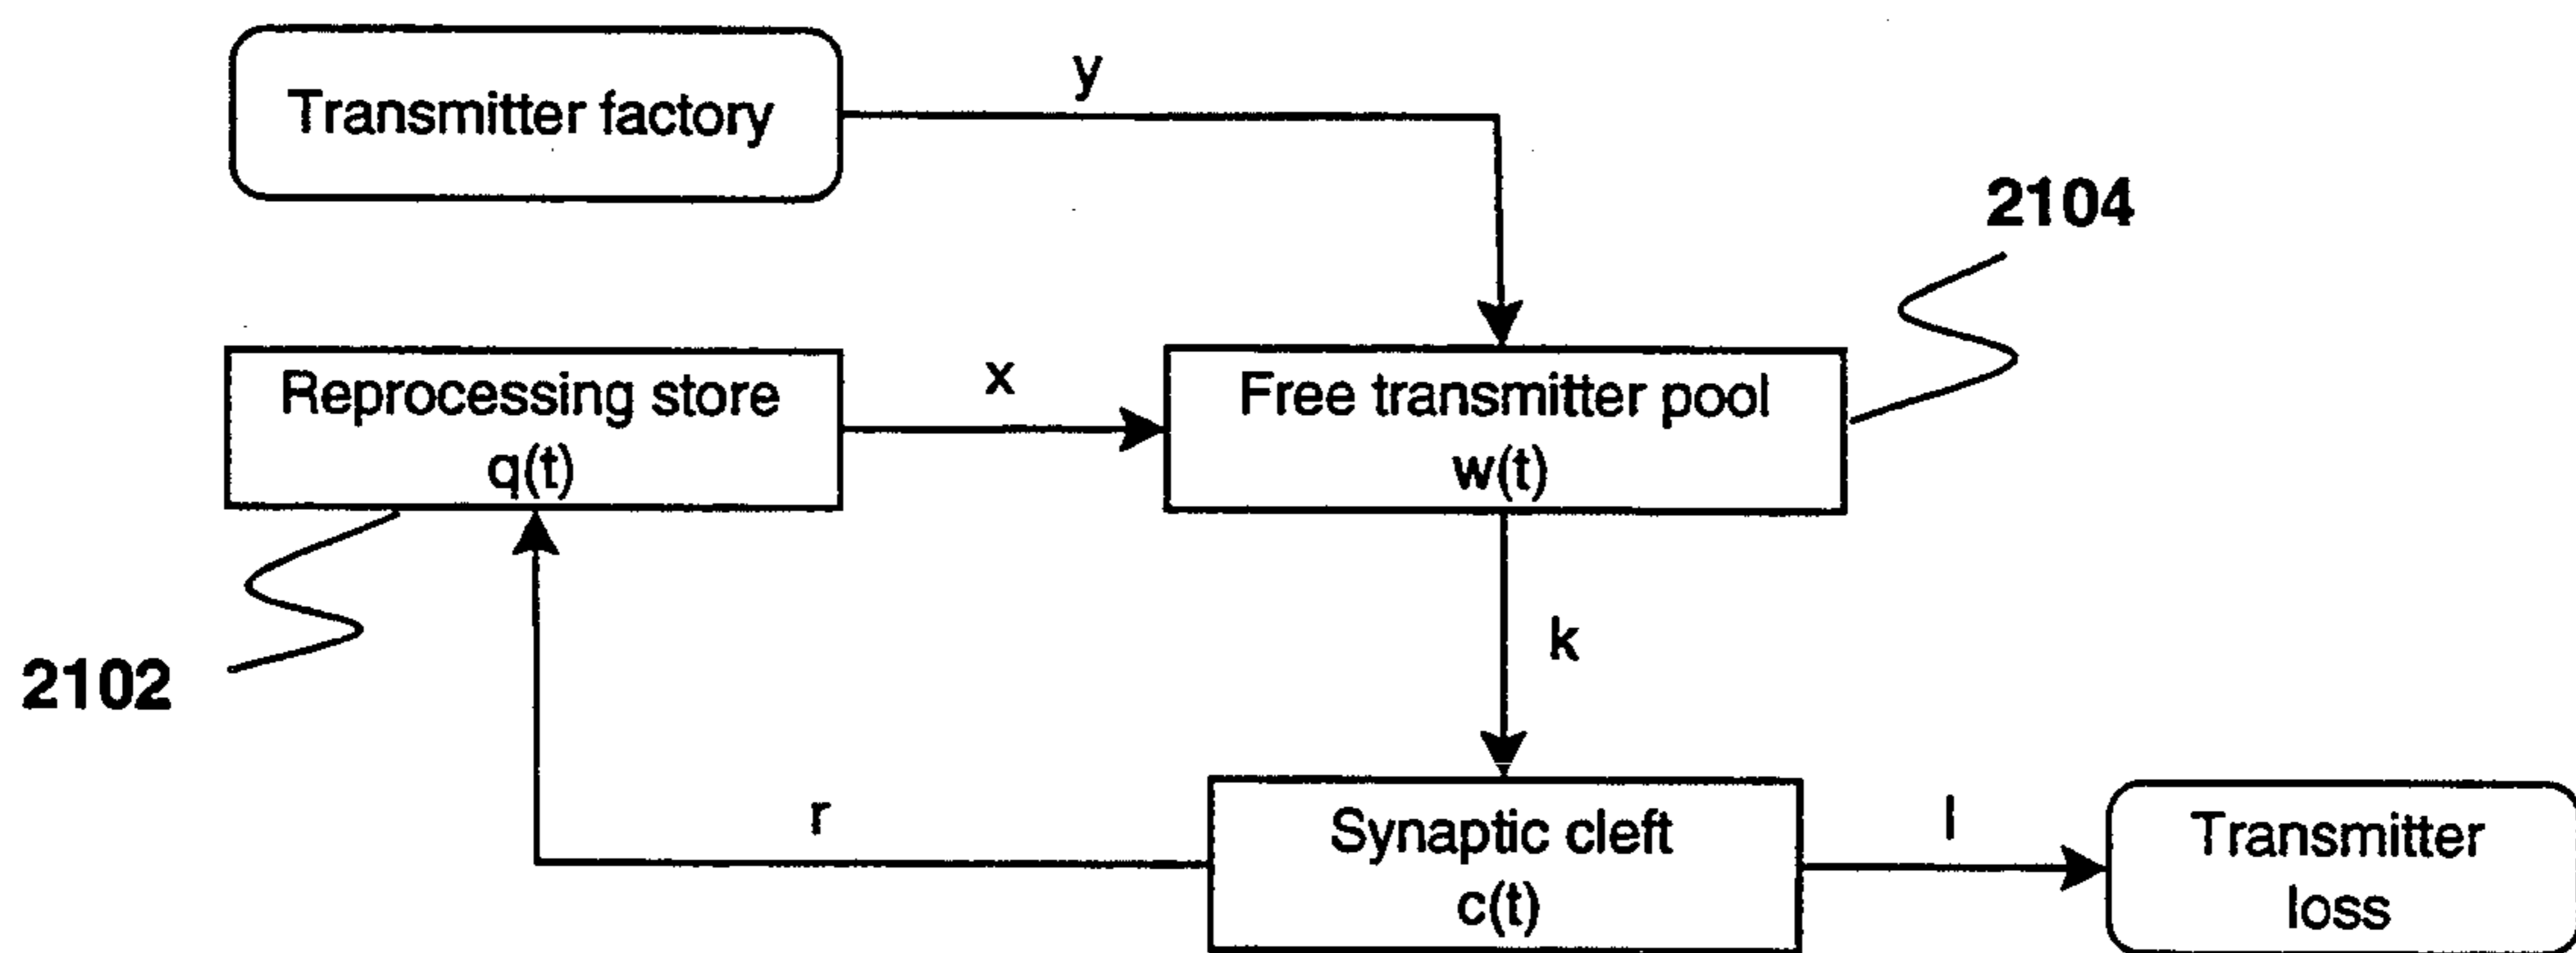 Transmitter factory
y
2104
Reprocessing store
q(t)
x
Free transmitter pool
w(t)
k
2102
r
Synaptic cleft
c(t)
l
Transmitter
loss